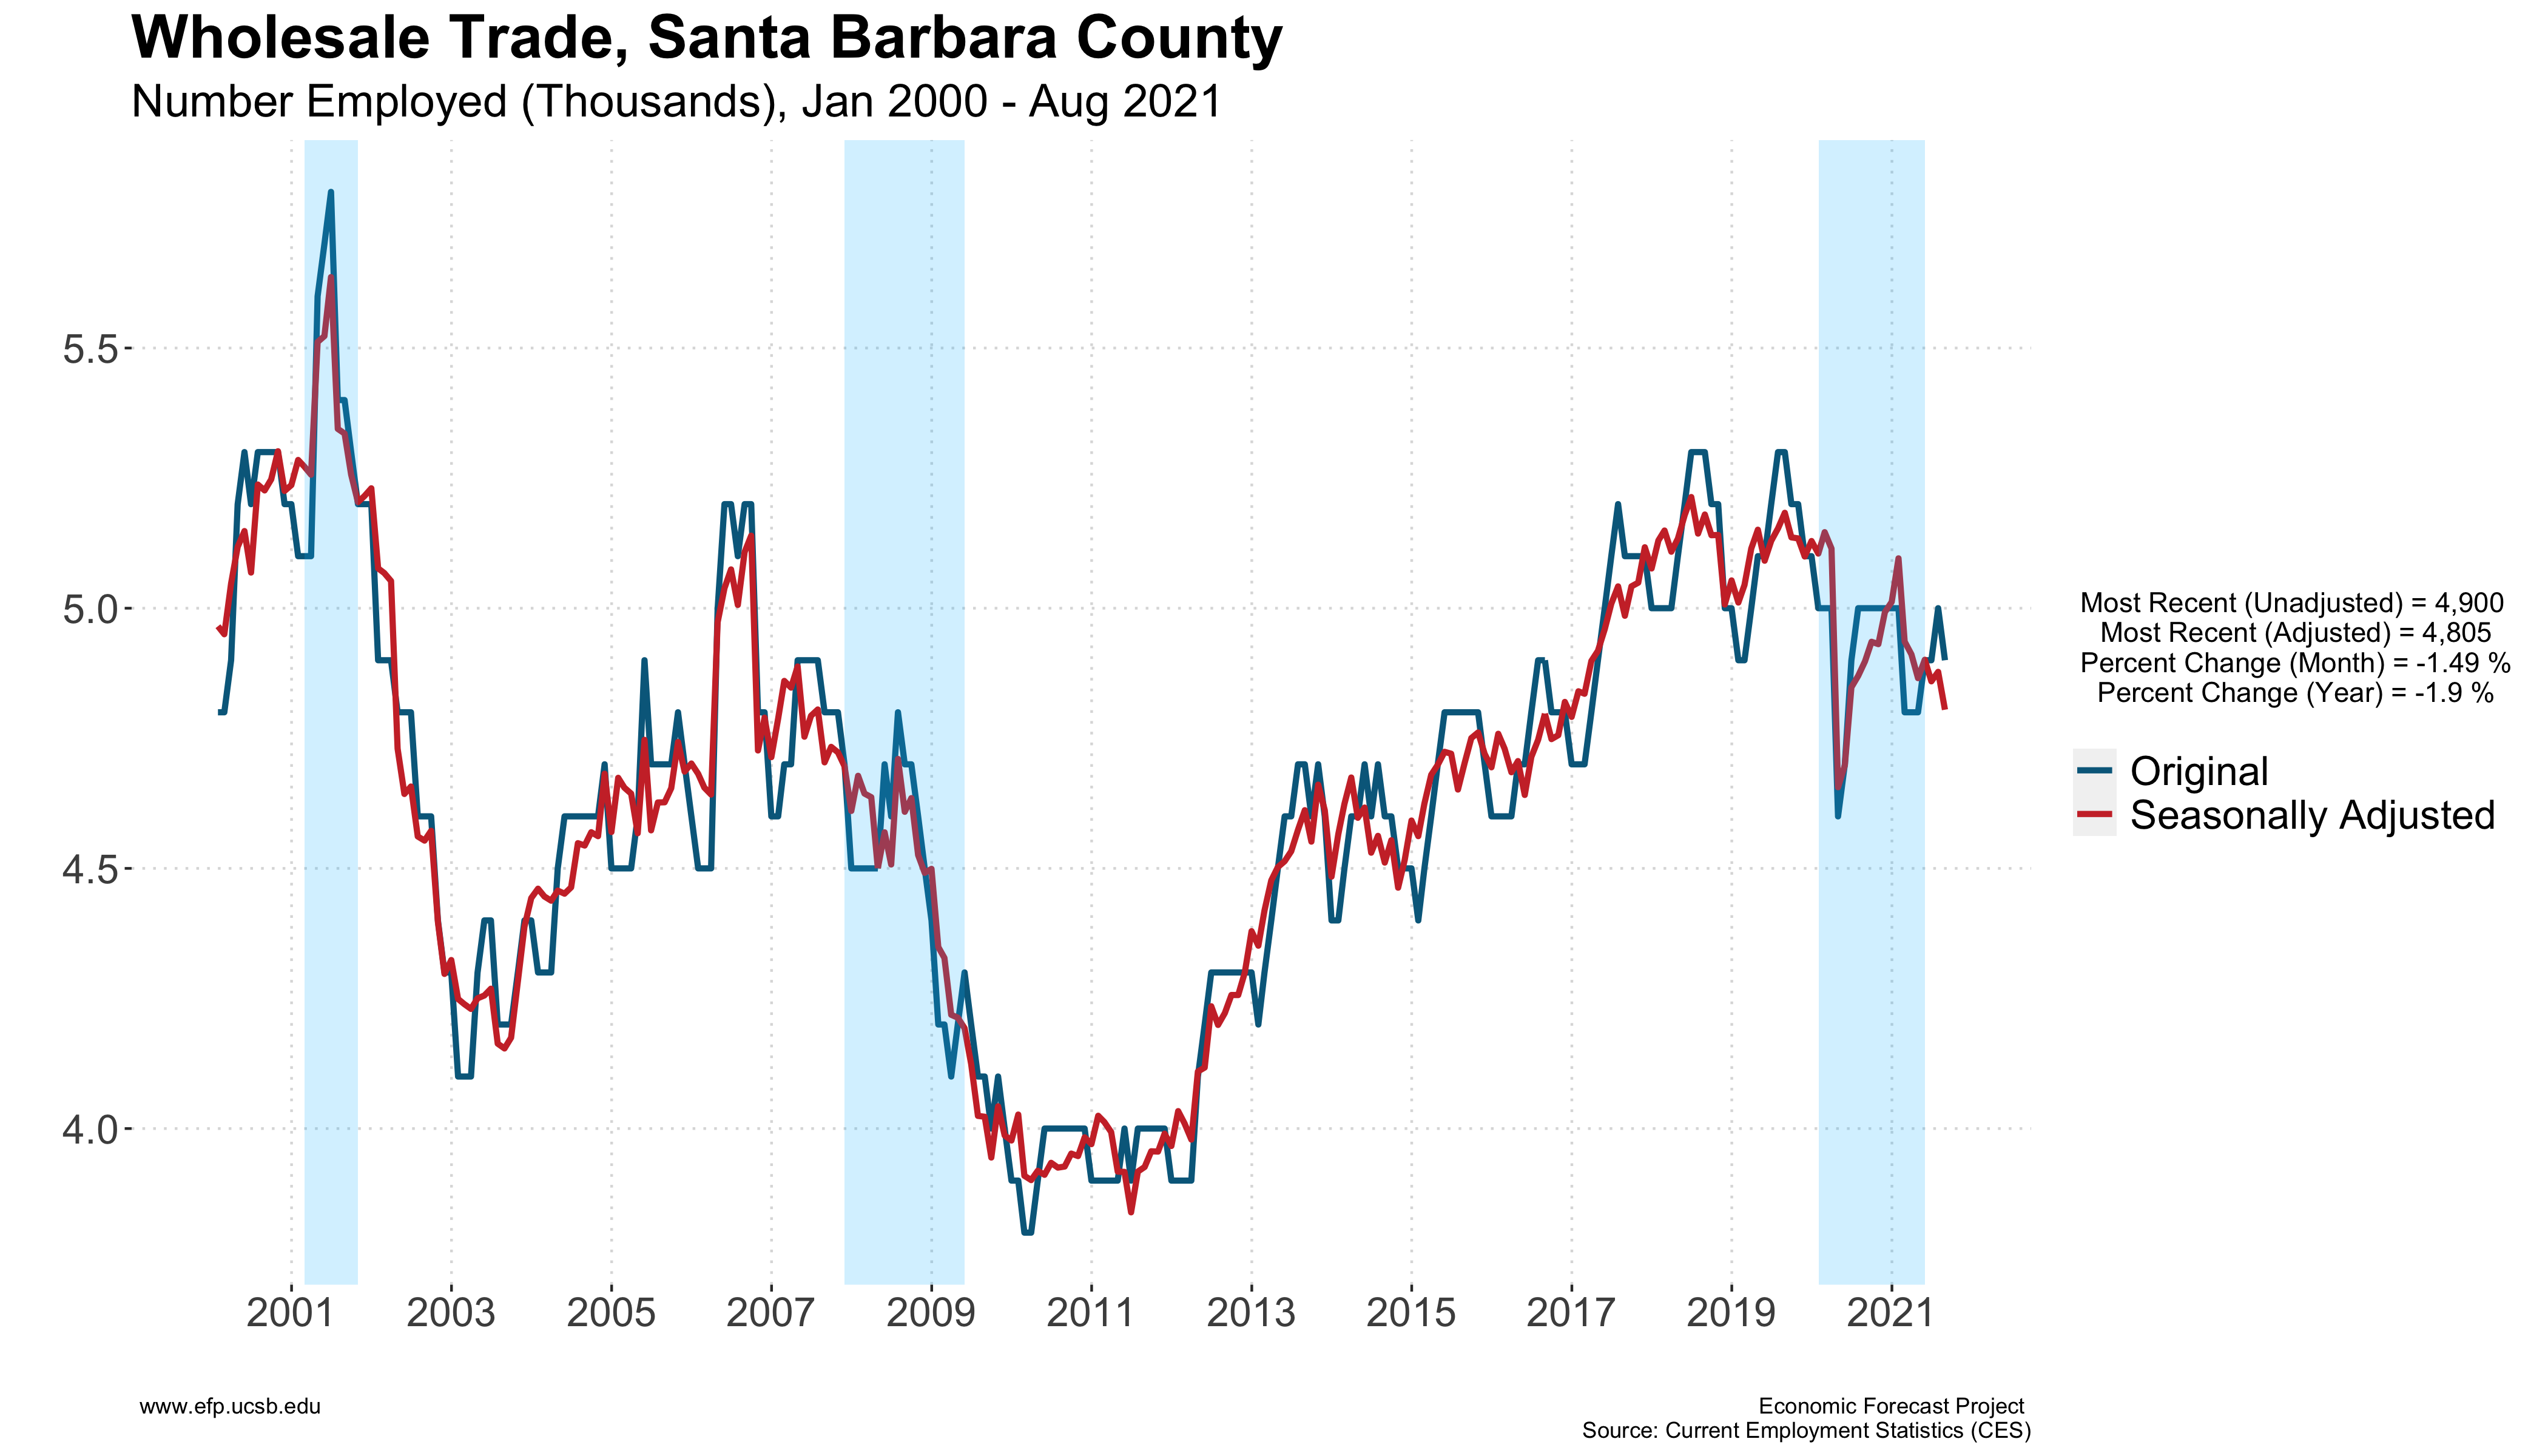 Wholesale Trade, Santa Barbara County
Number Employed (Thousands), Jan 2000 - Aug 2021
5.5
5.0
4.5
4.0
2001 2003 2005 2007 2009 2011 2013 2015 2017 2019 2021
Most Recent (Unadjusted) = 4,900
Most Recent (Adjusted) = 4,805
Percent Change (Month) = -1.49 %
Percent Change (Year) = -1.9 %
Original
Seasonally Adjusted
www.efp.ucsb.edu
Economic Forecast Project
Source: Current Employment Statistics (CES)